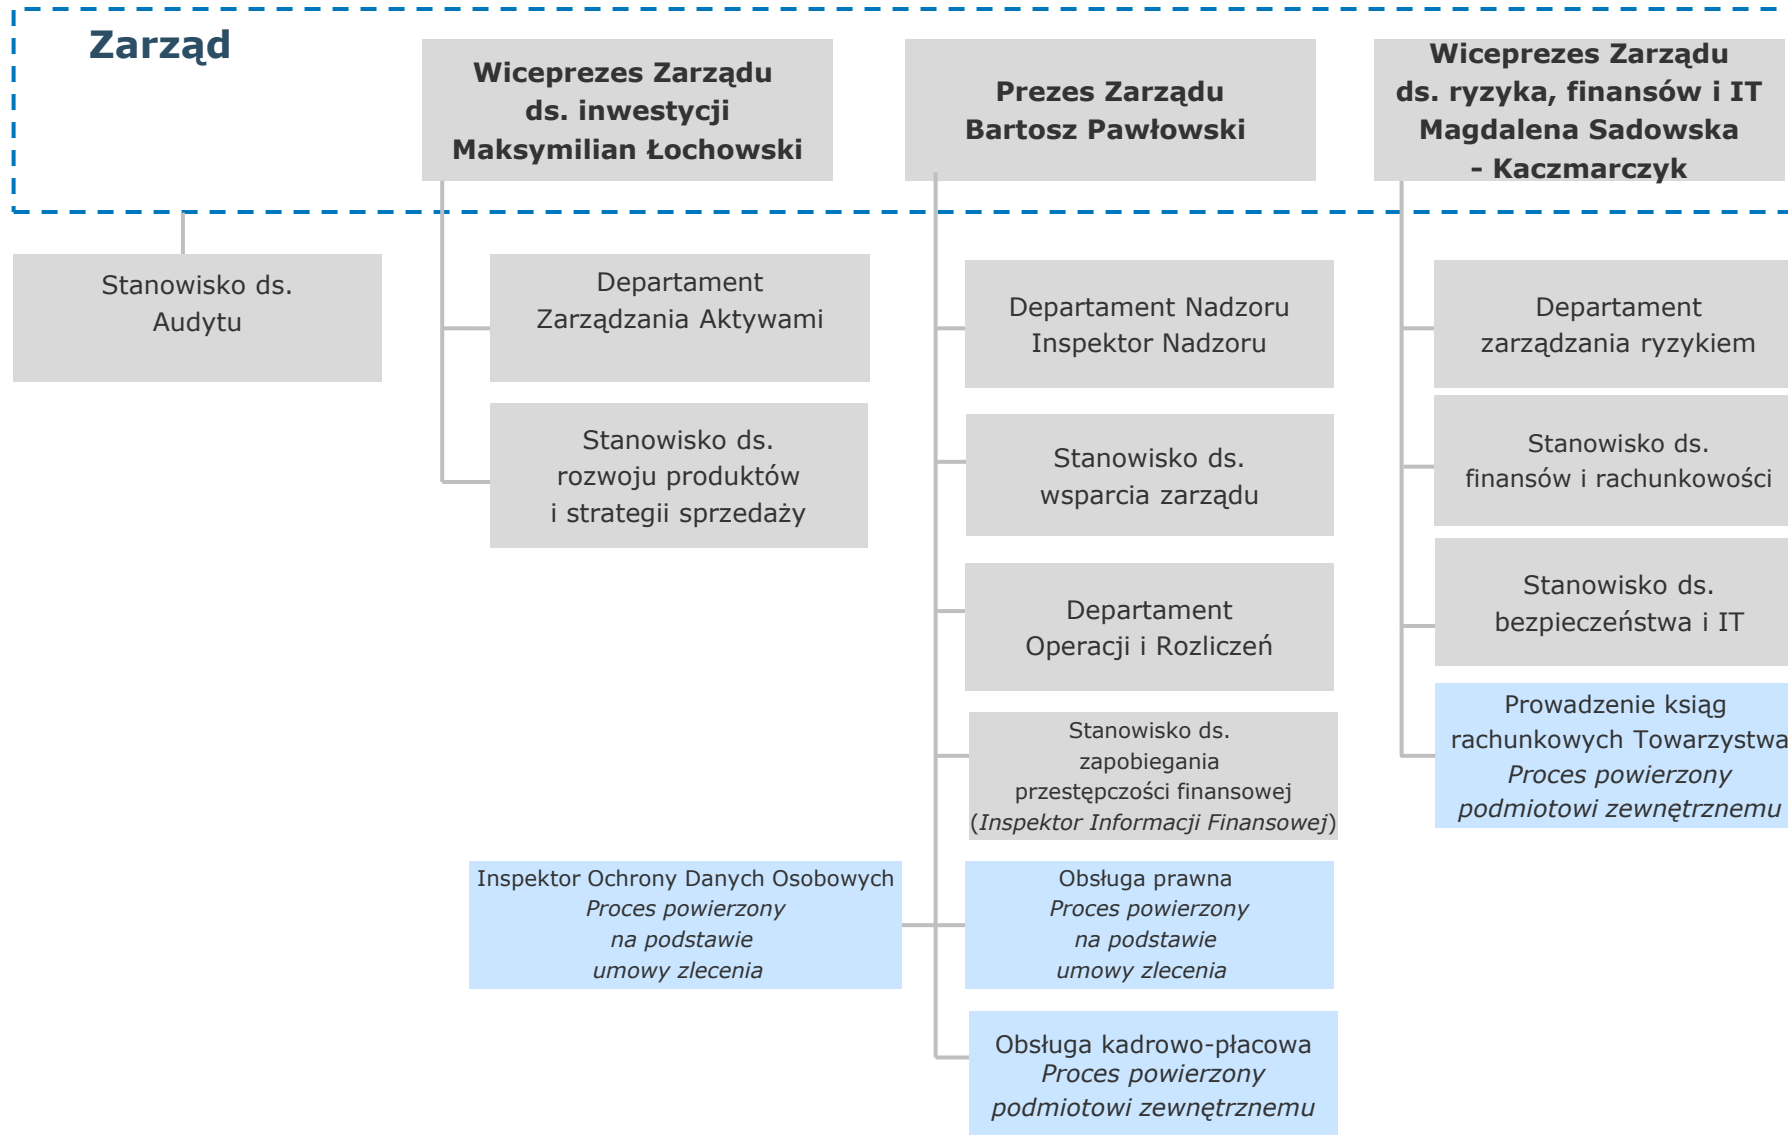 Zarząd
Wiceprezes Zarządu
ds. inwestycji
Maksymilian Łochowski
Prezes Zarządu
Bartosz Pawłowski
Wiceprezes Zarządu
ds. ryzyka, finansów i IT
Magdalena Sadowska
- Kaczmarczyk
Stanowisko ds.
Audytu
Departament
Zarządzania Aktywami
Stanowisko ds.
rozwoju produktów
i strategii sprzedaży
Departament Nadzoru
Inspektor Nadzoru
Stanowisko ds.
wsparcia zarządu
Departament
Operacji i Rozliczeń
Stanowisko ds.
zapobiegania
przestępczości finansowej
(Inspektor Informacji Finansowej)
Inspektor Ochrony Danych Osobowych
Proces powierzony
na podstawie
umowy zlecenia
Obsługa prawna
Proces powierzony
na podstawie
umowy zlecenia
Obsługa kadrowo-płacowa
Proces powierzony
podmiotowi zewnętrznemu
Departament
zarządzania ryzykiem
Stanowisko ds.
finansów i rachunkowości
Stanowisko ds.
bezpieczeństwa i IT
Prowadzenie ksiąg
rachunkowych Towarzystwa
Proces powierzony
podmiotowi zewnętrznemu